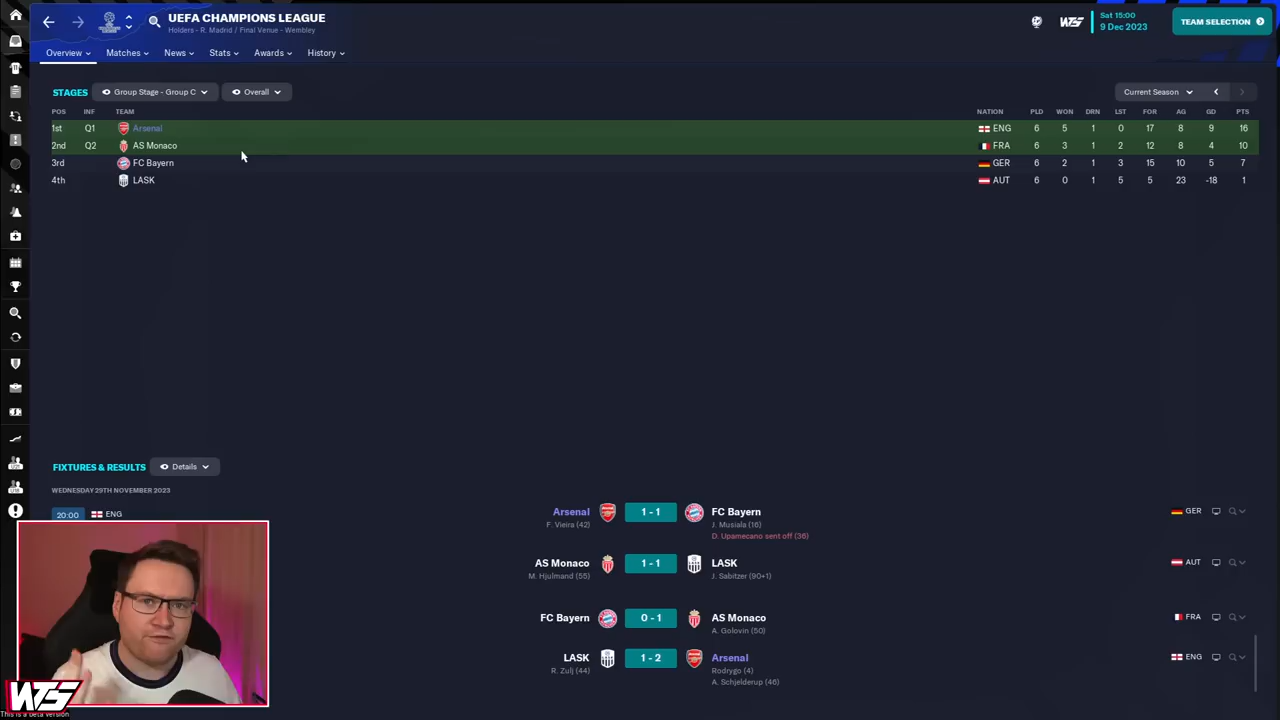 UEFA CHAMPIONS LEAGUE
Holders - R. Madrid / Final Venue - Wembley
WTS
Sat 15:00
9 Dec 2023
TEAM SELECTION
Overview Matches News Stats Awards History
STAGES Group Stage - Group C Overall Current Season
POS INF TEAM NATION PLD WON DRN LST FOR AG GD PTS
1st Q1 Arsenal ENG 6 5 1 0 17 8 9 16
2nd Q2 AS Monaco FRA 6 3 1 2 12 8 4 10
3rd FC Bayern GER 6 2 1 3 15 10 5 7
4th LASK AUT 6 0 1 5 5 23 -18 1
FIXTURES & RESULTS Details
WEDNESDAY 29TH NOVEMBER 2023
20:00 ENG Arsenal 1 - 1 FC Bayern GER
F. Vieira (42) J. Musiala (16)
D. Upamecano sent off (36)
AS Monaco 1 - 1 LASK AUT
M. Hjulmand (55) J. Sabitzer (90+1)
FC Bayern 0 - 1 AS Monaco FRA
A. Golovin (50)
LASK 1 - 2 Arsenal ENG
R. Zulj (44) Rodrygo (4)
A. Schjelderup (46)
WTS
This is a beta version